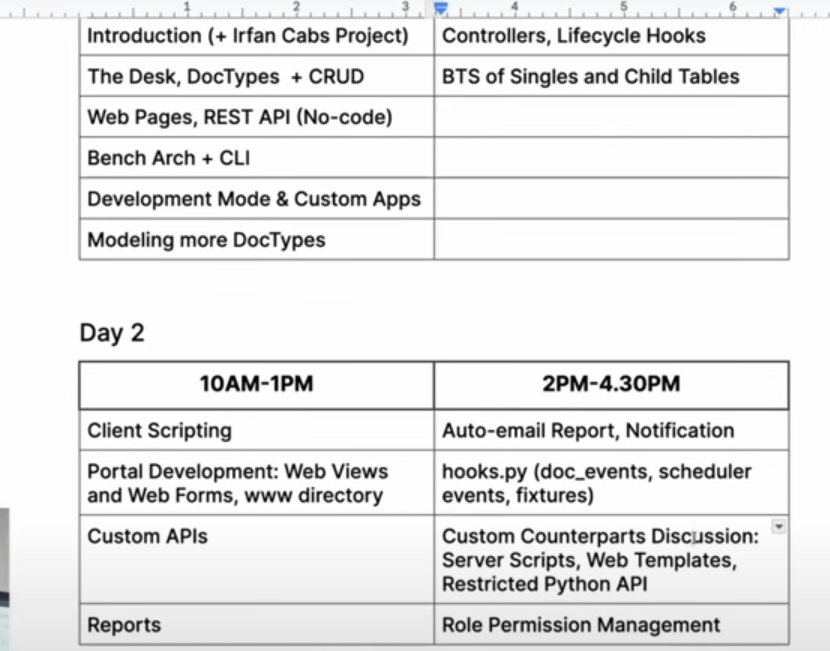 1 2 3 4 5 6
Introduction (+ Irfan Cabs Project)
Controllers, Lifecycle Hooks
The Desk, DocTypes + CRUD
BTS of Singles and Child Tables
Web Pages, REST API (No-code)
Bench Arch + CLI
Development Mode & Custom Apps
Modeling more DocTypes
Day 2
10AM-1PM
2PM-4.30PM
Client Scripting
Auto-email Report, Notification
Portal Development: Web Views
and Web Forms, www directory
hooks.py (doc_events, scheduler
events, fixtures)
Custom APIs
Custom Counterparts Discussion:
Server Scripts, Web Templates,
Restricted Python API
Reports
Role Permission Management